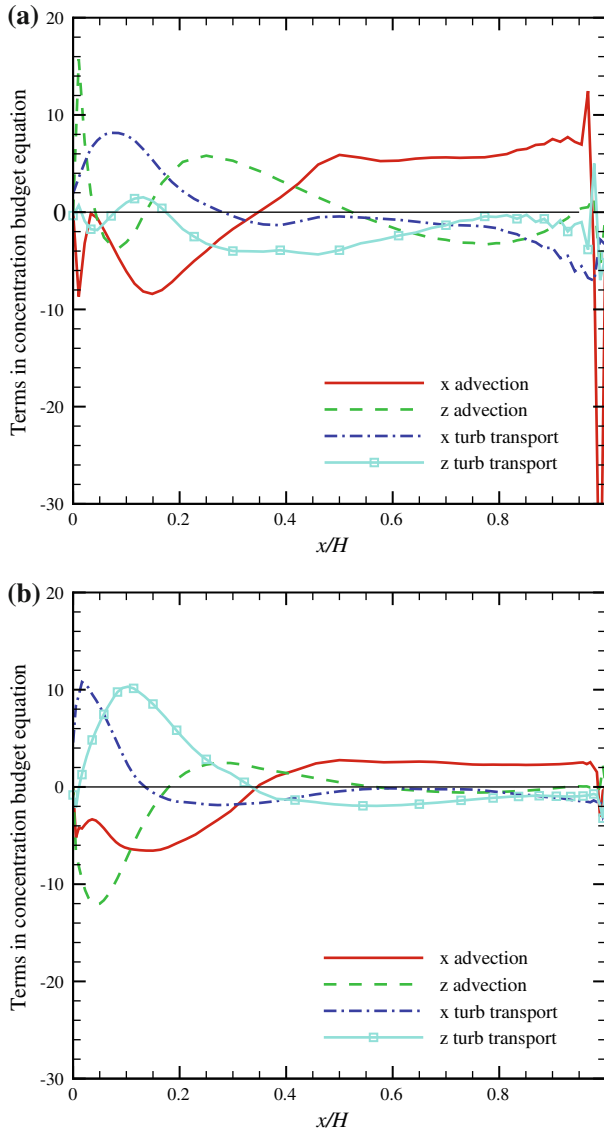 (a)
20
10
0
-10
-20
-30
Terms in concentration budget equation
x advection
z advection
x turb transport
z turb transport
0 0.2 0.4 0.6 0.8
x/H
(b)
20
10
0
-10
-20
-30
Terms in concentration budget equation
x advection
z advection
x turb transport
z turb transport
0 0.2 0.4 0.6 0.8
x/H